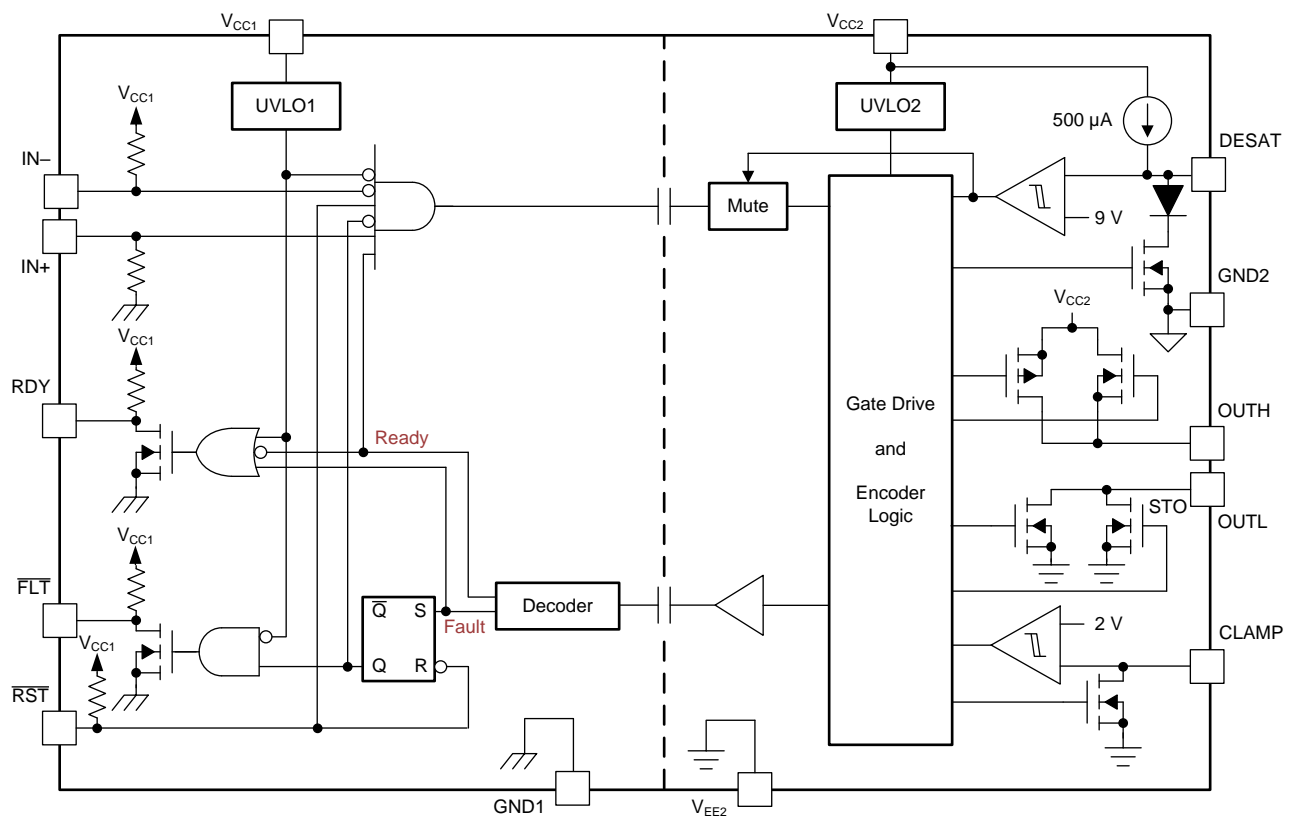 VCC1
VCC2
UVLO1
UVLO2
VCC1
500 µA
DESAT
IN–
Mute
9 V
IN+
GND2
VCC1
VCC2
RDY
Ready
Gate Drive
and
Encoder
Logic
OUTH
STO
OUTL
VCC1
FLT
Q̅ S
Decoder
Fault
2 V
CLAMP
VCC1
Q R
RST
GND1
VEE2